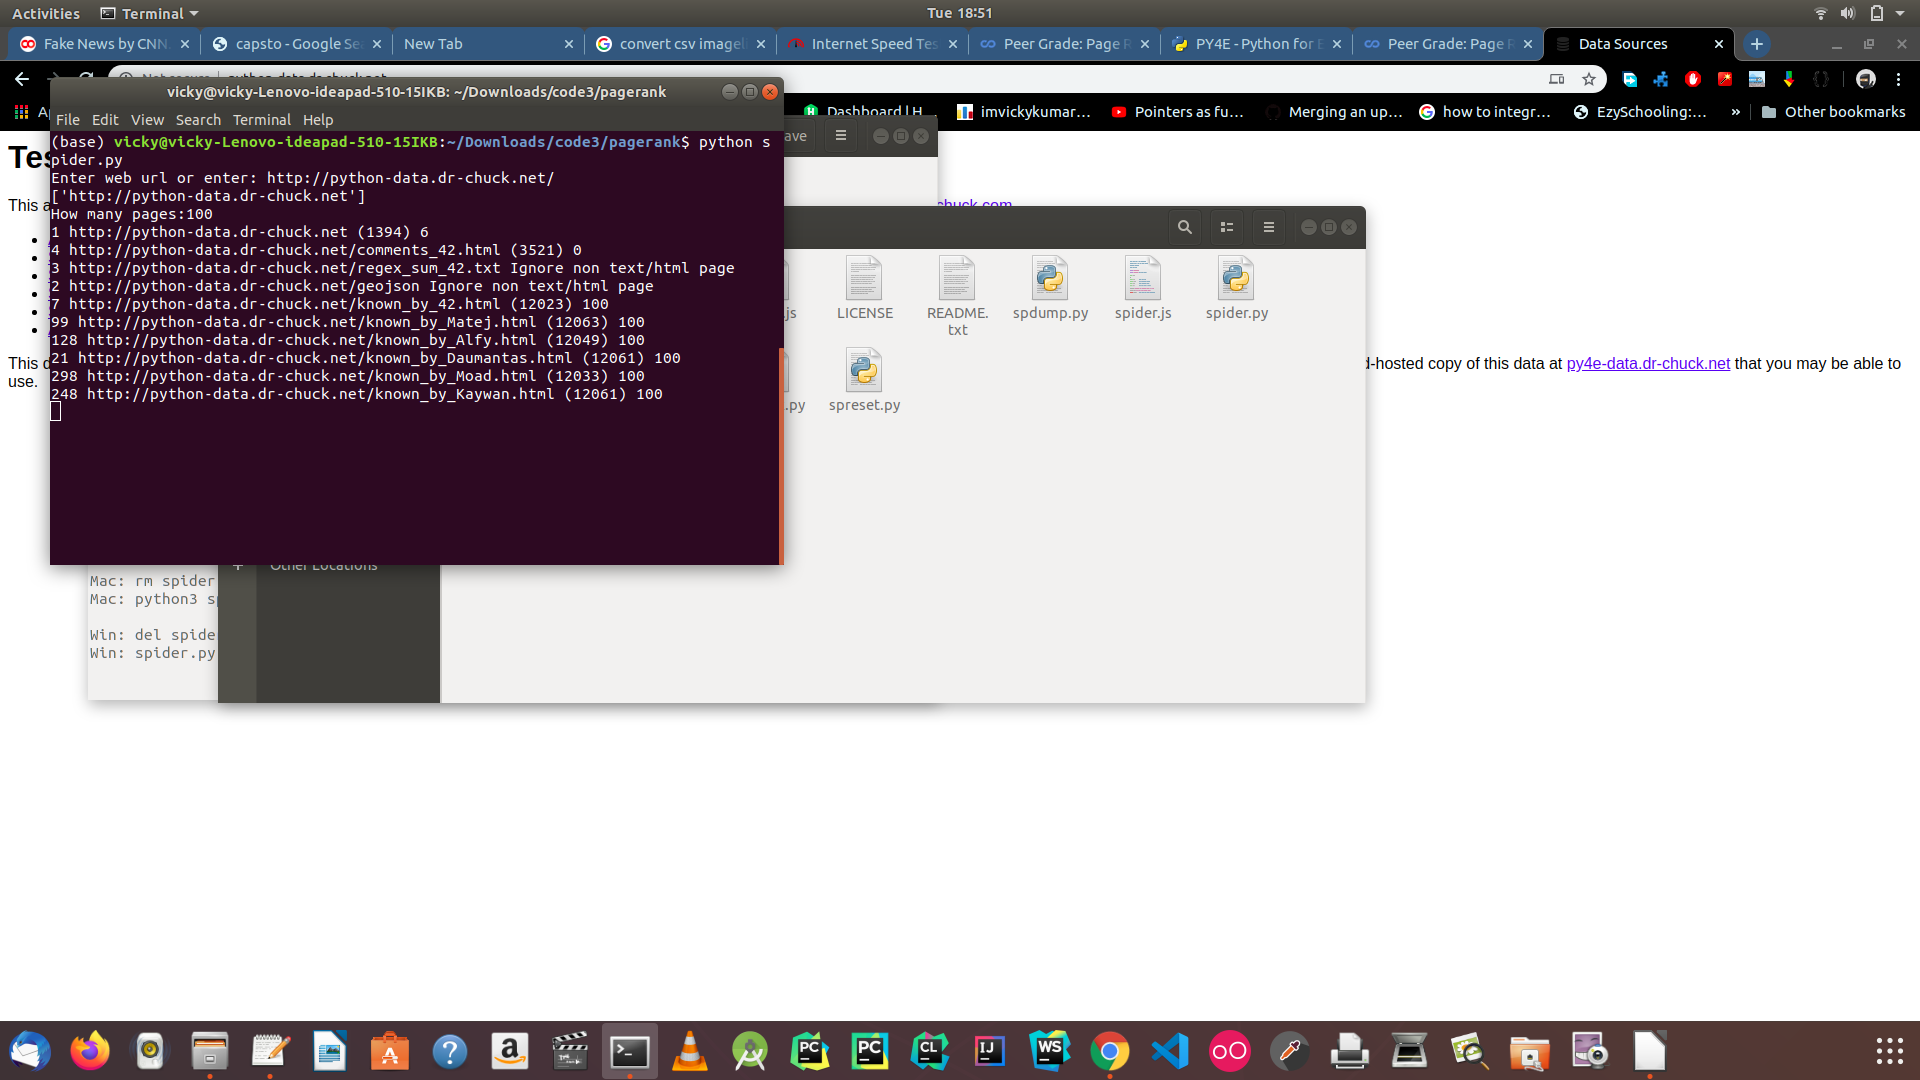 Activities Terminal Tue 18:51
Fake News by CNN capsto - Google Se New Tab convert csv image Internet Speed Tes Peer Grade: Page R PY4E - Python for E Peer Grade: Page R Data Sources
vicky@vicky-Lenovo-ideapad-510-15IKB: ~/Downloads/code3/pagerank
Dashboard | H... imvickykumar... Pointers as fu... Merging an up... how to integr... EzySchooling:... » Other bookmarks
File Edit View Search Terminal Help
(base) vicky@vicky-Lenovo-ideapad-510-15IKB:~/Downloads/code3/pagerank$ python s
pider.py
Enter web url or enter: http://python-data.dr-chuck.net/
['http://python-data.dr-chuck.net']
How many pages:100
1 http://python-data.dr-chuck.net (1394) 6
4 http://python-data.dr-chuck.net/comments_42.html (3521) 0
3 http://python-data.dr-chuck.net/regex_sum_42.txt Ignore non text/html page
2 http://python-data.dr-chuck.net/geojson Ignore non text/html page
7 http://python-data.dr-chuck.net/known_by_42.html (12023) 100
99 http://python-data.dr-chuck.net/known_by_Matej.html (12063) 100
128 http://python-data.dr-chuck.net/known_by_Alfy.html (12049) 100
21 http://python-data.dr-chuck.net/known_by_Daumantas.html (12061) 100
298 http://python-data.dr-chuck.net/known_by_Moad.html (12033) 100
248 http://python-data.dr-chuck.net/known_by_Kaywan.html (12061) 100
ave
Tes
This a
chuck.com
.js LICENSE README.txt spdump.py spider.js spider.py
.py spreset.py
This d
d-hosted copy of this data at py4e-data.dr-chuck.net that you may be able to
use.
Other Locations
Mac: rm spider
Mac: python3 sp
Win: del spide
Win: spider.py